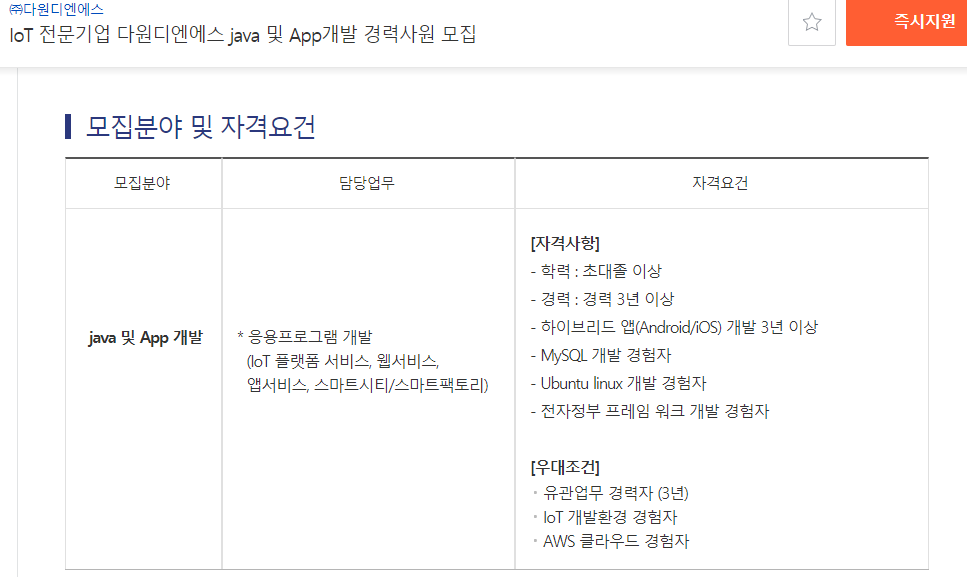 ㈜다원디엔에스
IoT 전문기업 다원디엔에스 java 및 App개발 경력사원 모집
즉시지원
모집분야 및 자격요건
모집분야
담당업무
자격요건
java 및 App 개발
* 응용프로그램 개발
(IoT 플랫폼 서비스, 웹서비스,
앱서비스, 스마트시티/스마트팩토리)
[자격사항]
- 학력 : 초대졸 이상
- 경력 : 경력 3년 이상
- 하이브리드 앱(Android/iOS) 개발 3년 이상
- MySQL 개발 경험자
- Ubuntu linux 개발 경험자
- 전자정부 프레임 워크 개발 경험자
[우대조건]
· 유관업무 경력자 (3년)
· IoT 개발환경 경험자
· AWS 클라우드 경험자